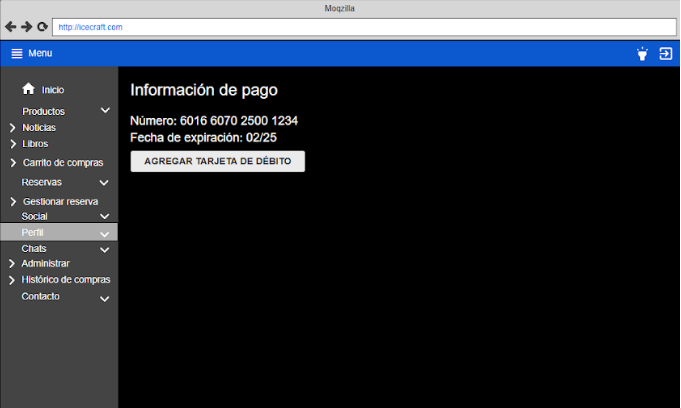 Moqzilla
http://icecraft.com
Menu
Inicio
Productos
Noticias
Libros
Carrito de compras
Reservas
Gestionar reserva
Social
Perfil
Chats
Administrar
Histórico de compras
Contacto
Información de pago
Número: 6016 6070 2500 1234
Fecha de expiración: 02/25
AGREGAR TARJETA DE DÉBITO